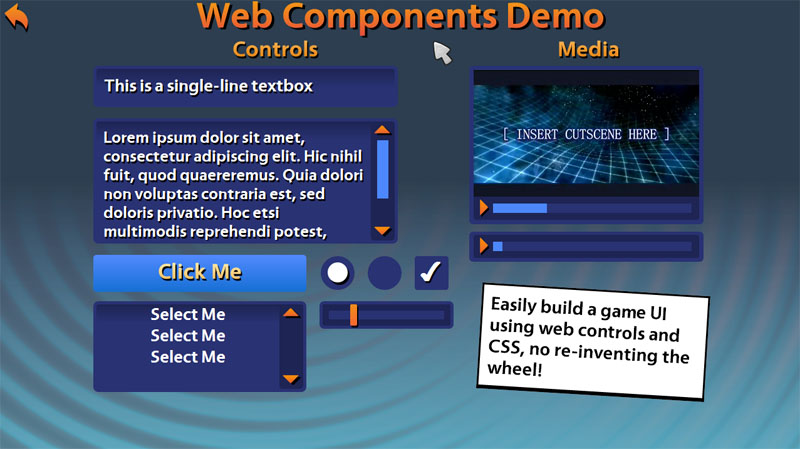 Web Components Demo
Controls
Media
This is a single-line textbox
Lorem ipsum dolor sit amet,
consectetur adipiscing elit. Hic nihil
fuit, quod quaereremus. Quia dolori
non voluptas contraria est, sed
doloris privatio. Hoc etsi
multimodis reprehendi potest,
Click Me
Select Me
Select Me
Select Me
[ INSERT CUTSCENE HERE ]
Easily build a game UI
using web controls and
CSS, no re-inventing the
wheel!